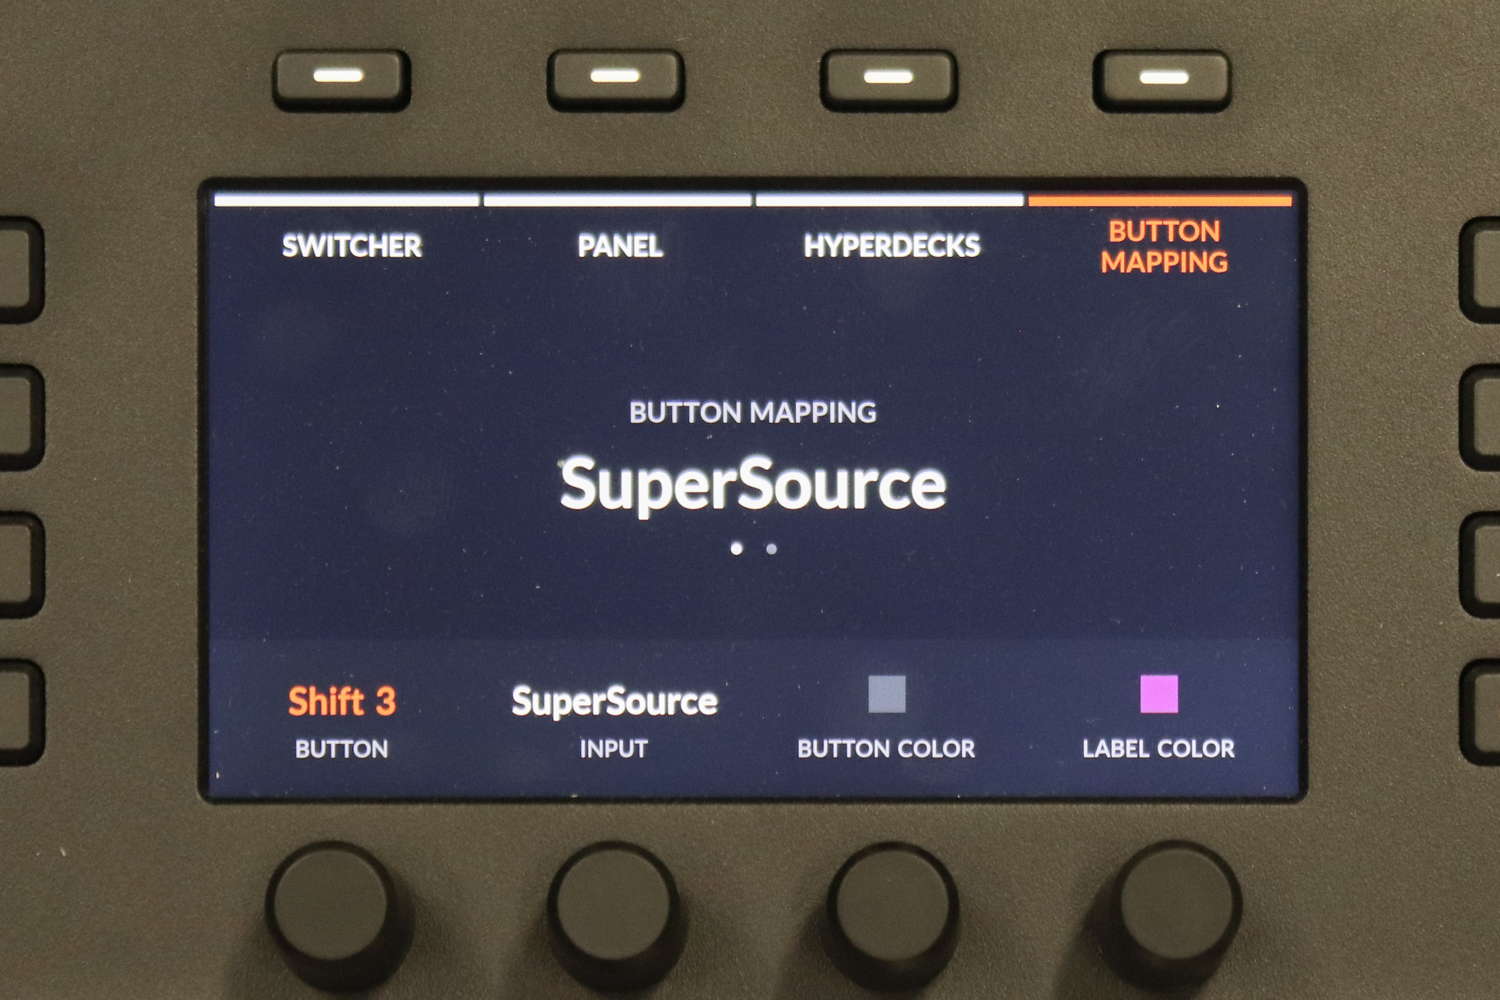 SWITCHER
PANEL
HYPERDECKS
BUTTON
MAPPING
BUTTON MAPPING
SuperSource
Shift 3
BUTTON
SuperSource
INPUT
BUTTON COLOR
LABEL COLOR